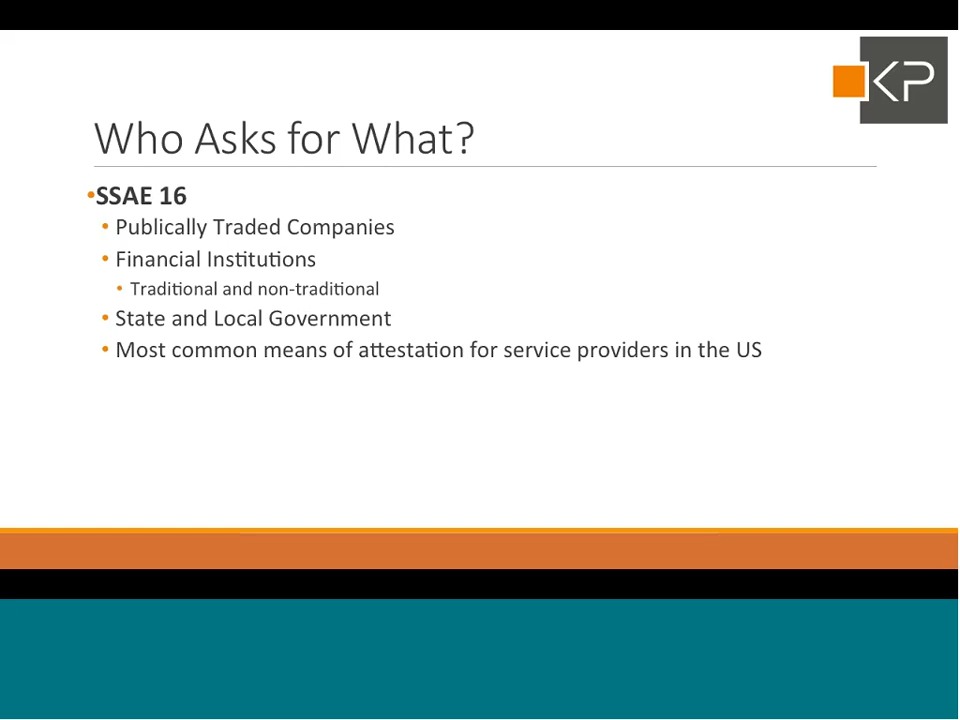 KP
Who Asks for What?
•SSAE 16
• Publically Traded Companies
• Financial Institutions
• Traditional and non-traditional
• State and Local Government
• Most common means of attestation for service providers in the US